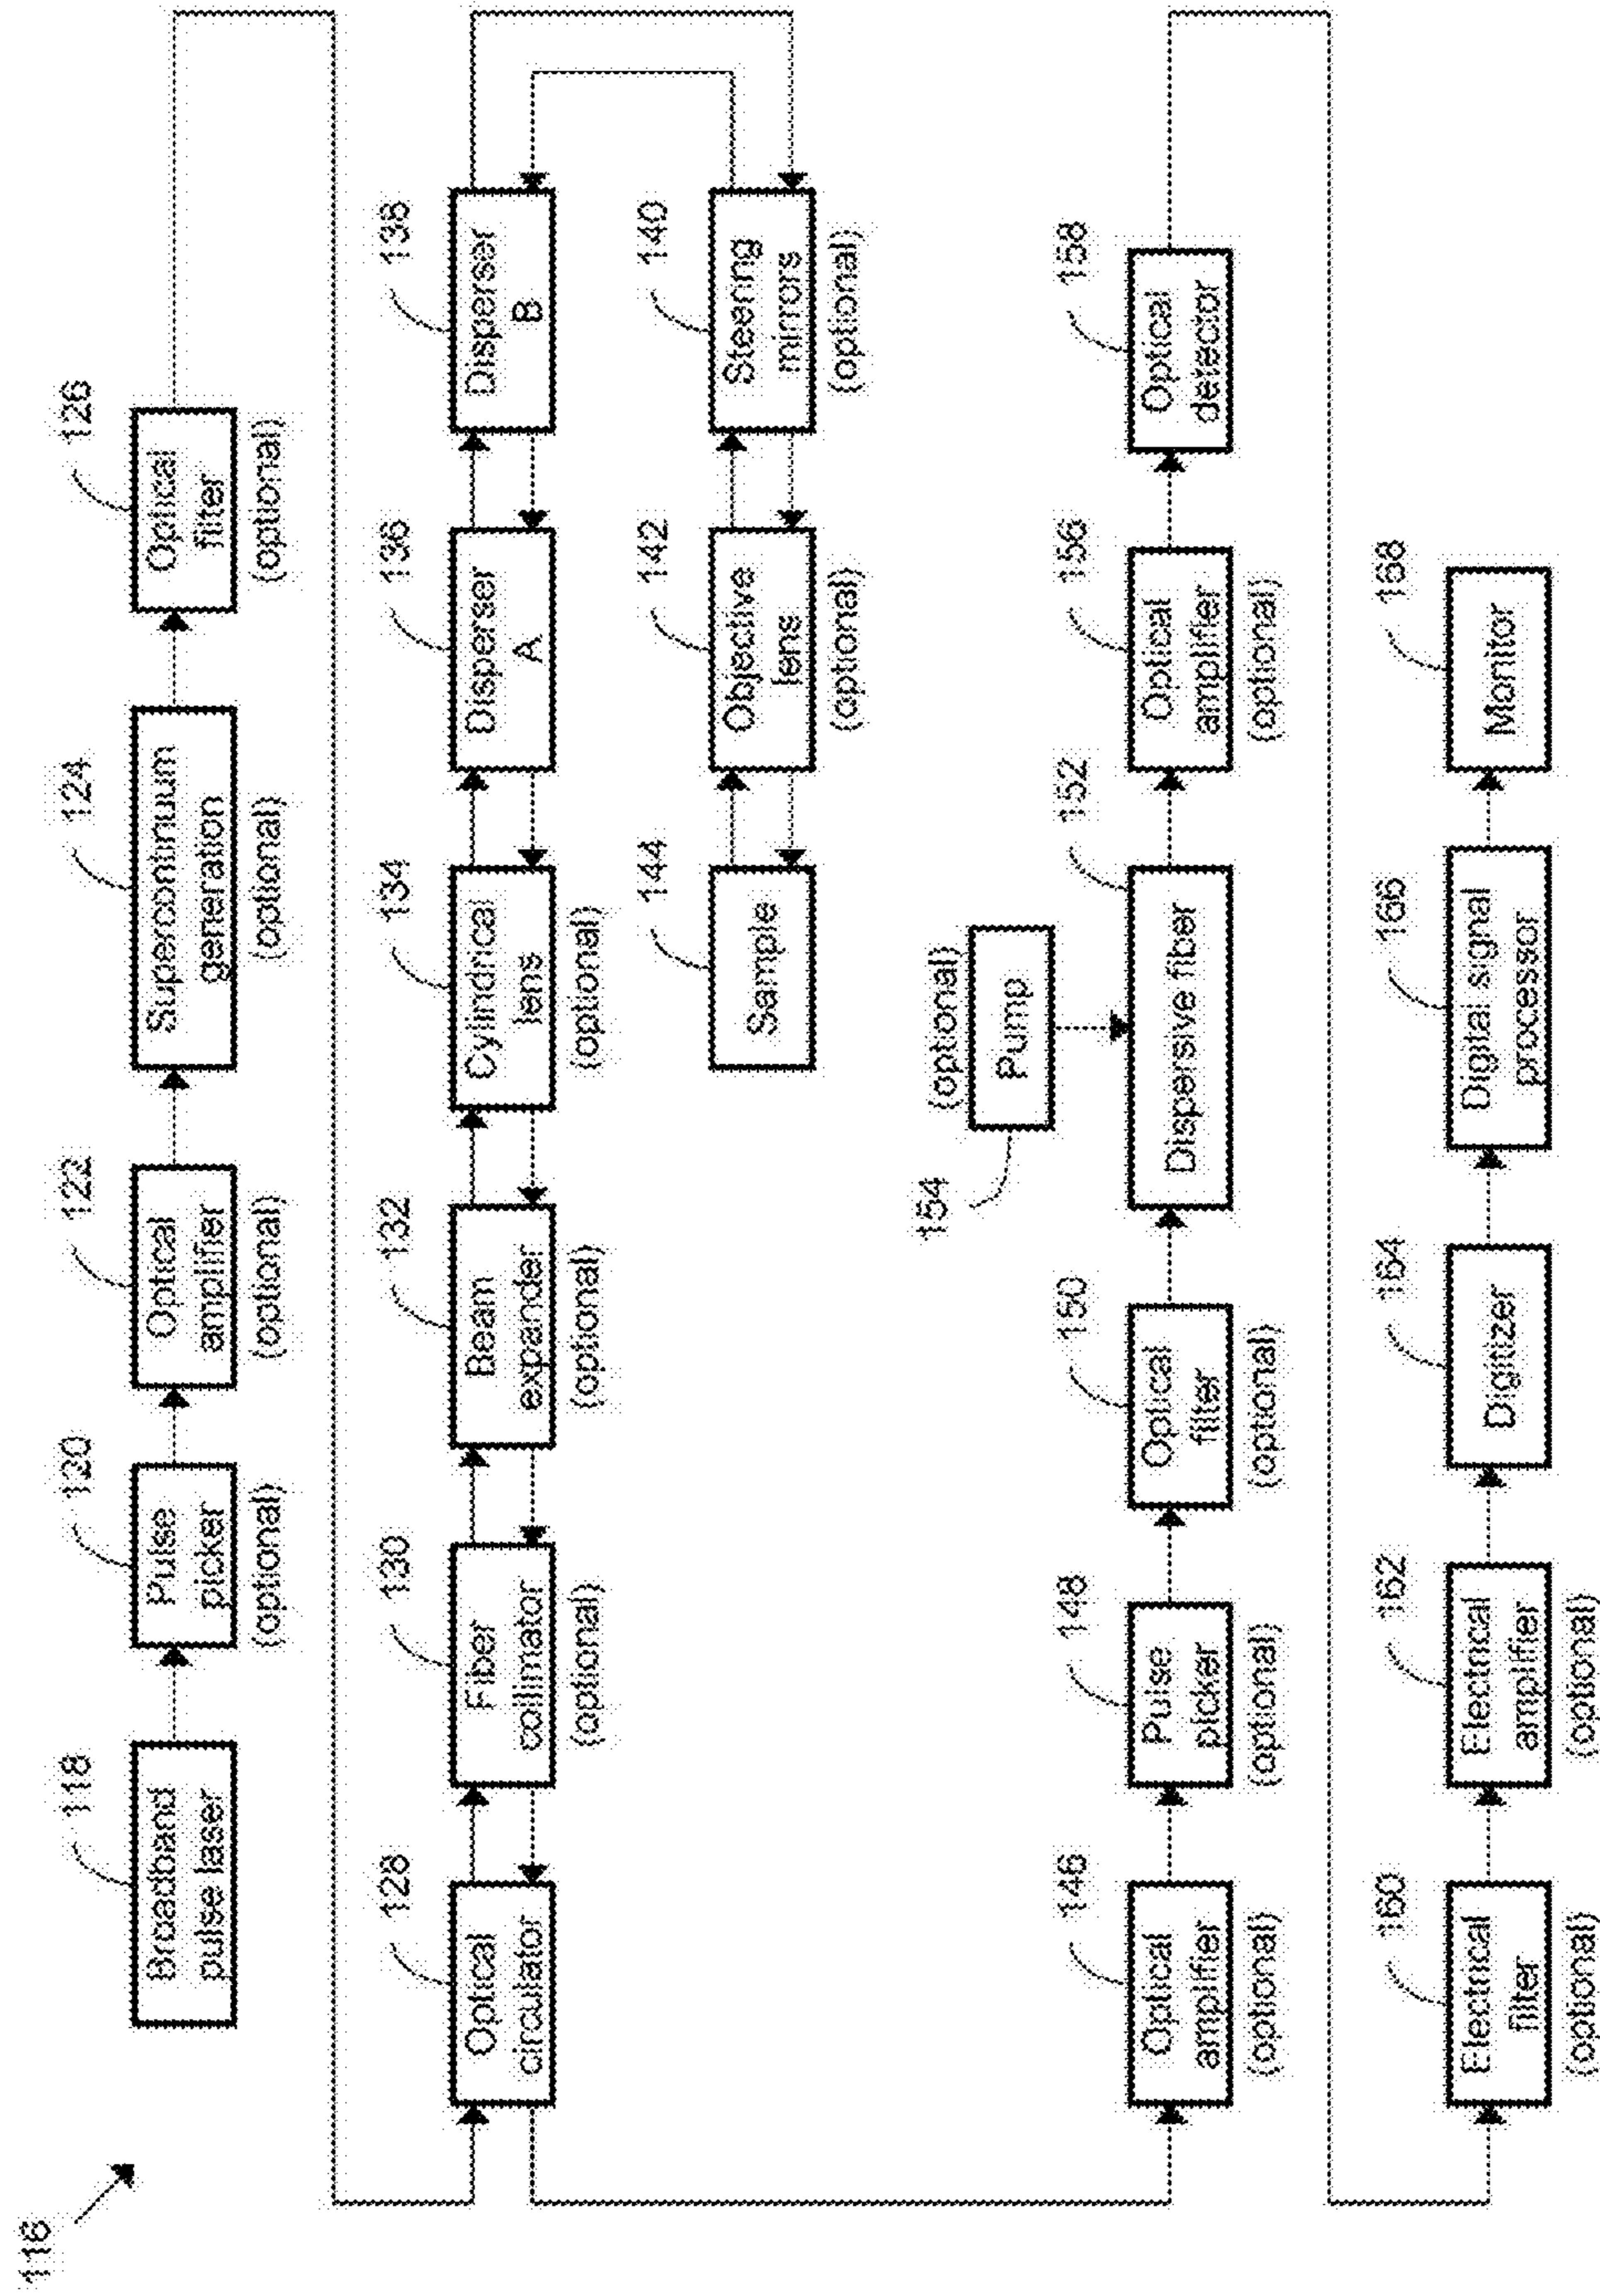 116
118
Broadband
pulse laser
120
Pulse
picker
(optional)
122
Optical
amplifier
(optional)
124
Supercontinuum
generation
(optional)
126
Optical
filter
(optional)
128
Optical
circulator
130
Fiber
collimator
(optional)
132
Beam
expander
(optional)
134
Cylindrical
lens
(optional)
136
Disperser
A
138
Disperser
B
144
Sample
142
Objective
lens
(optional)
140
Steering
mirrors
(optional)
146
Optical
amplifier
(optional)
148
Pulse
picker
(optional)
150
Optical
filter
(optional)
154
(optional)
Pump
152
Dispersive fiber
156
Optical
amplifier
(optional)
158
Optical
detector
160
Electrical
filter
(optional)
162
Electrical
amplifier
(optional)
164
Digitizer
166
Digital signal
processor
168
Monitor